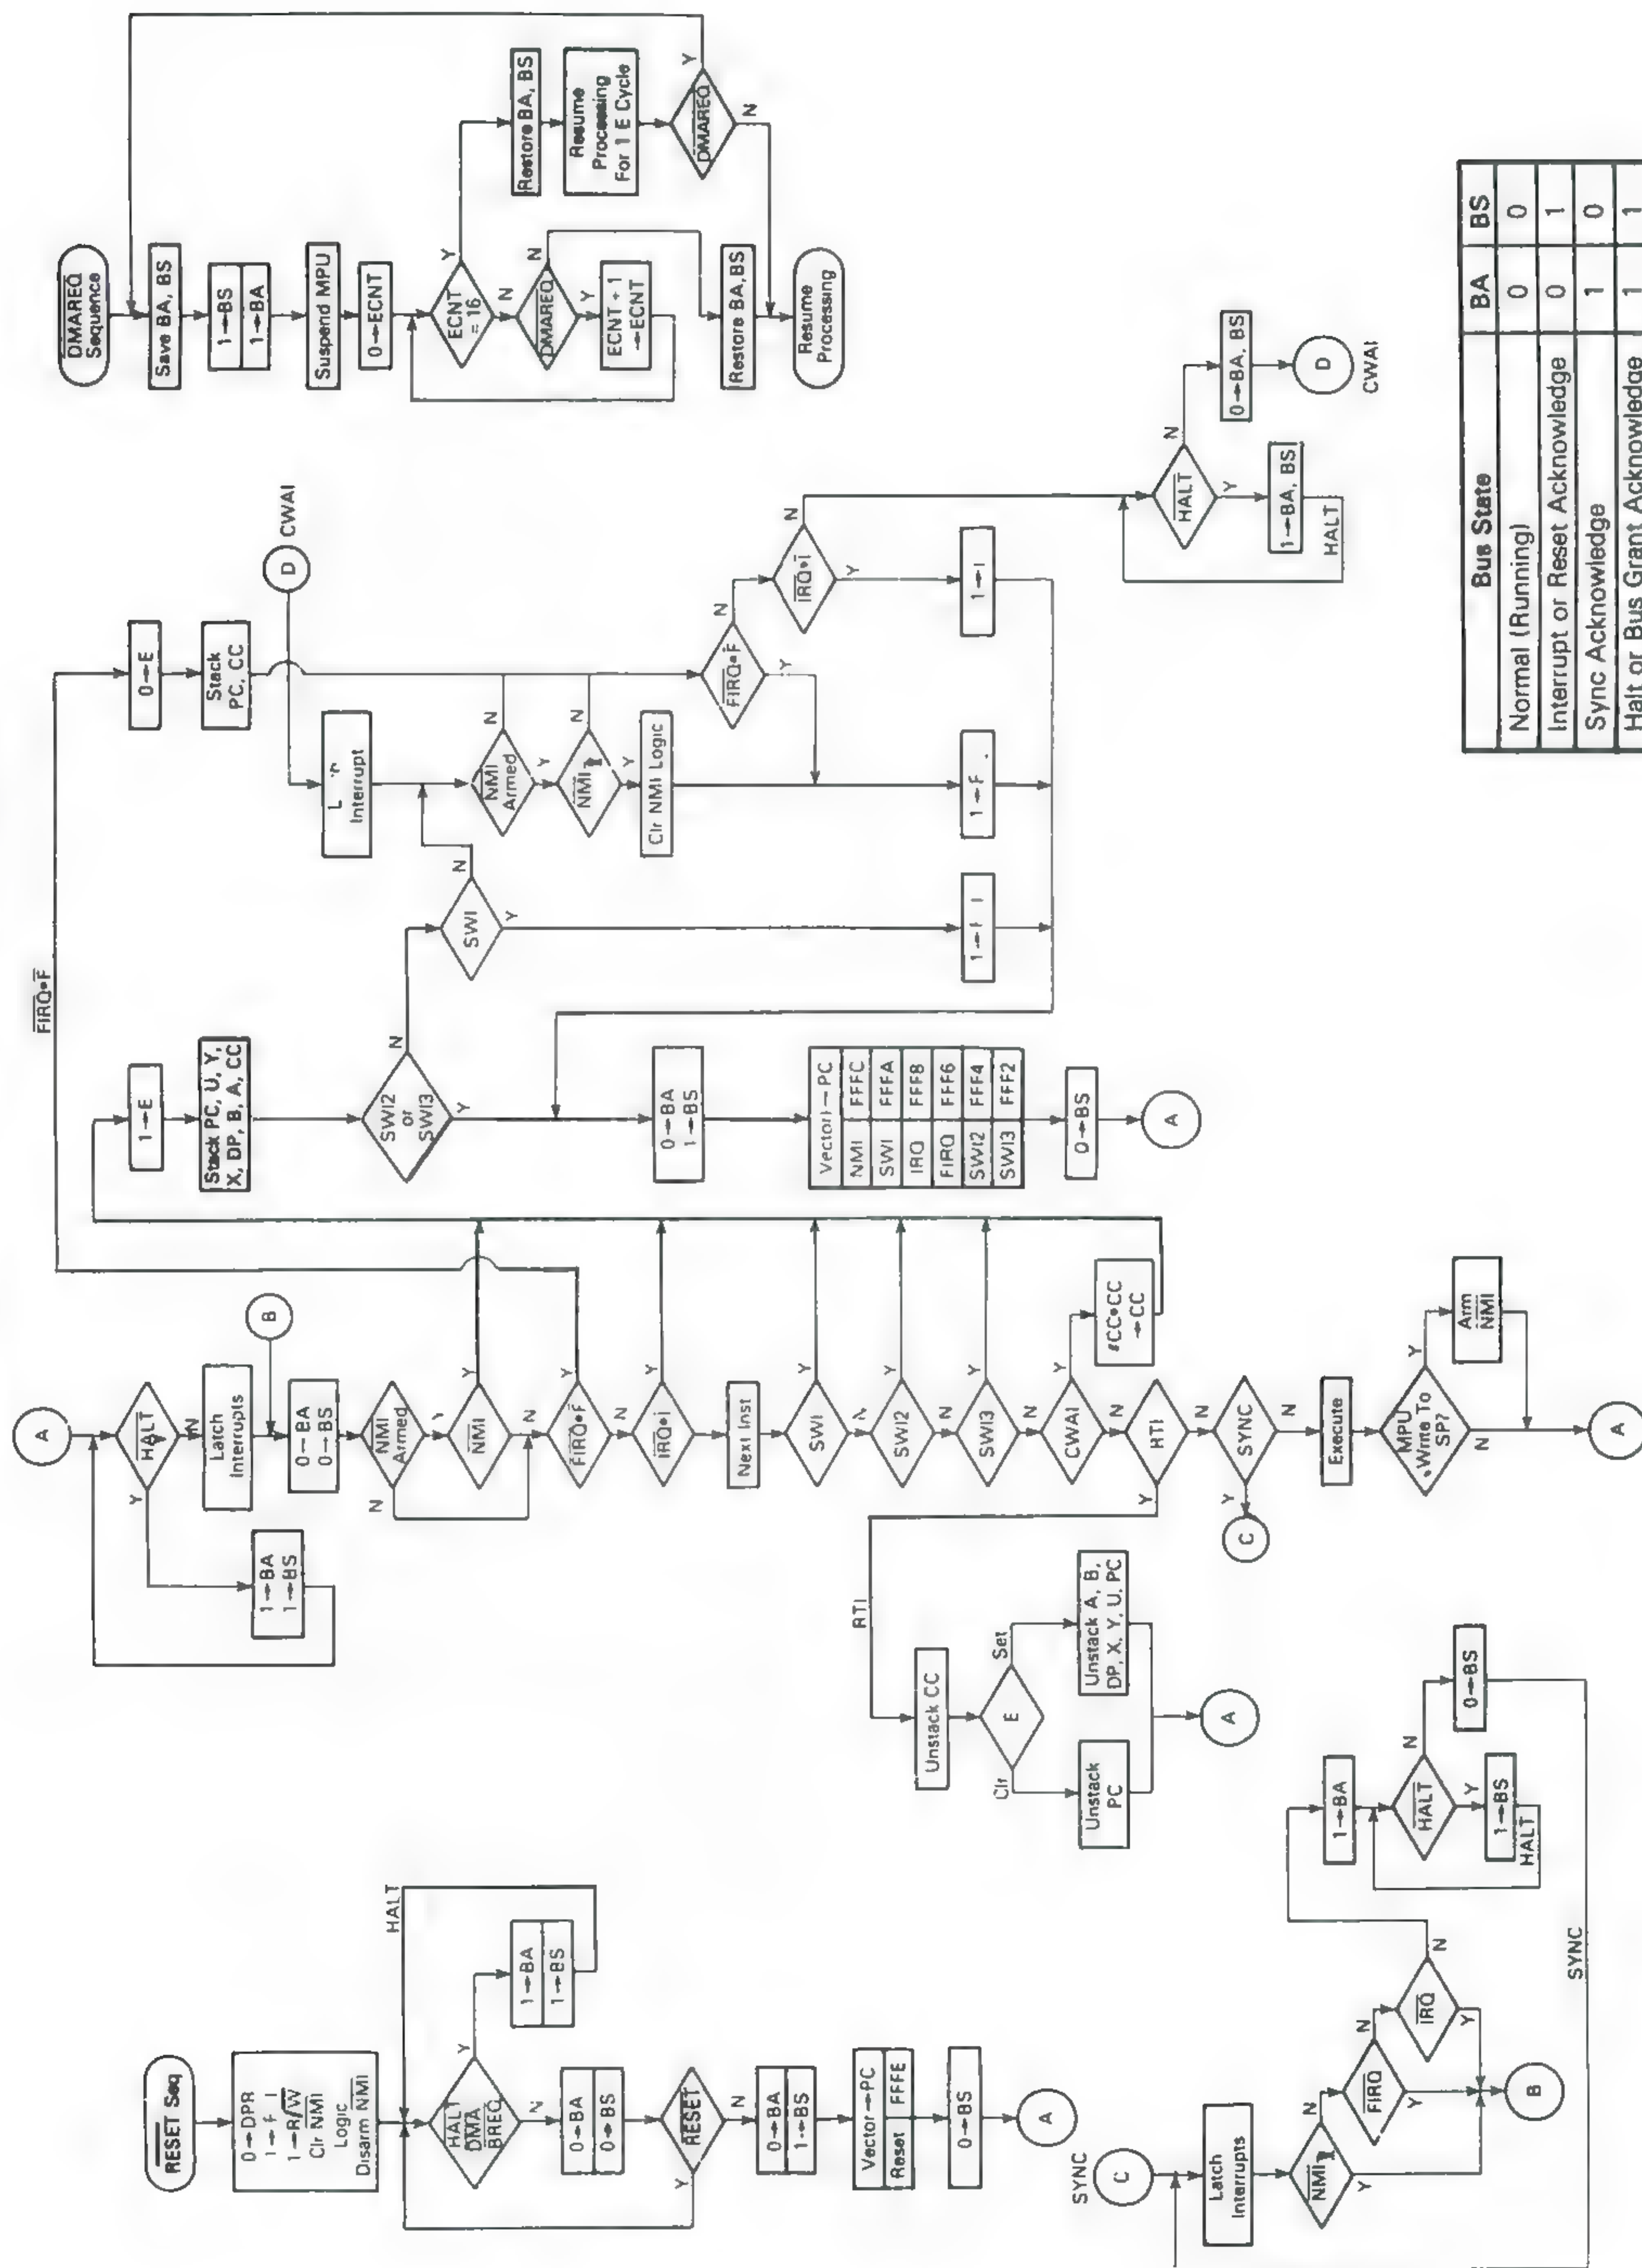 RESET Seq
0→DPR
1→F I
1→R/W
Clr NMI
Logic
Disarm NMI
HALT
DMA
BREQ
Y
N
HALT
1→BA
1→BS
0→BA
0→BS
RESET
Y
N
0→BA
1→BS
Vector→PC
Reset FFFE
0→BS
A
SYNC
C
Latch
Interrupts
NMI
N
Y
FIRQ
N
Y
IRQ
N
Y
B
1→BA
HALT
N
Y
1→BS
HALT
0→BS
SYNC
A
HALT
Y
N
1→BA
1→BS
Latch
Interrupts
B
0→BA
0→BS
NMI
Armed
N
Y
NMI
Y
N
FIRQ•F
Y
N
IRQ•I
Y
Next Inst
SWI
Y
N
SWI2
Y
N
SWI3
Y
N
CWAI
Y
N
#CC•CC
→CC
RTI
Y
N
SYNC
Y
N
C
Execute
MPU
Write To
SP?
Y
N
Arm
NMI
A
RTI
Unstack CC
E
Clr
Set
Unstack
PC
Unstack A, B,
DP, X, Y, U, PC
A
FIRQ•F
1→E
Stack PC, U, Y,
X, DP, B, A, CC
SWI2
or
SWI3
N
Y
0→BA
1→BS
Vector→PC
NMI FFFC
SWI FFFA
IRQ FFF8
FIRQ FFF6
SWI2 FFF4
SWI3 FFF2
0→BS
A
SWI
N
Y
1→F I
0→E
Stack
PC, CC
D
CWAI
Interrupt
NMI
Armed
N
Y
NMI
N
Y
Clr NMI Logic
FIRQ•F
N
Y
IRQ•I
N
Y
1→F
1→I
HALT
N
Y
1→BA, BS
HALT
0→BA, BS
D
CWAI
DMAREQ
Sequence
Save BA, BS
1→BS
1→BA
Suspend MPU
0→ECNT
ECNT
= 16
Y
N
DMAREQ
N
Y
ECNT + 1
→ECNT
Restore BA, BS
Resume
Processing
For 1 E Cycle
DMAREQ
Y
N
Restore BA, BS
Resume
Processing
Bus State BA BS
Normal (Running) 0 0
Interrupt or Reset Acknowledge 0 1
Sync Acknowledge 1 0
Halt or Bus Grant Acknowledge 1 1